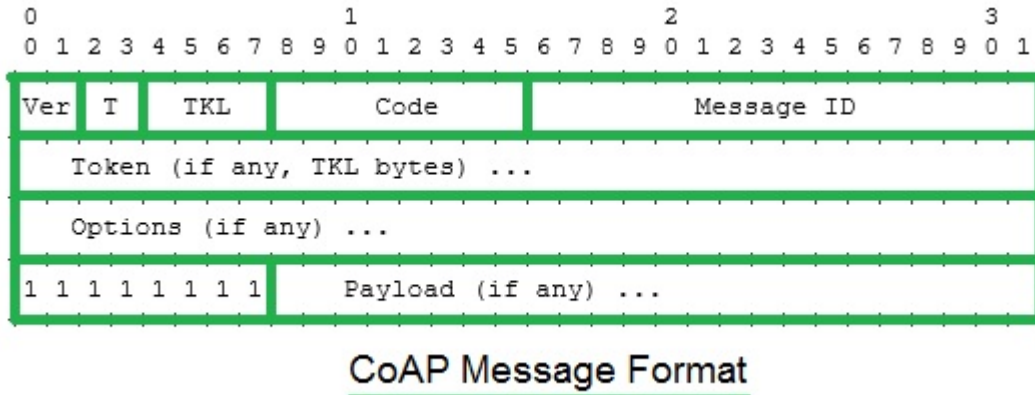 0 1 2 3
0 1 2 3 4 5 6 7 8 9 0 1 2 3 4 5 6 7 8 9 0 1 2 3 4 5 6 7 8 9 0 1
Ver T TKL Code Message ID
Token (if any, TKL bytes) ...
Options (if any) ...
1 1 1 1 1 1 1 1 Payload (if any) ...
CoAP Message Format